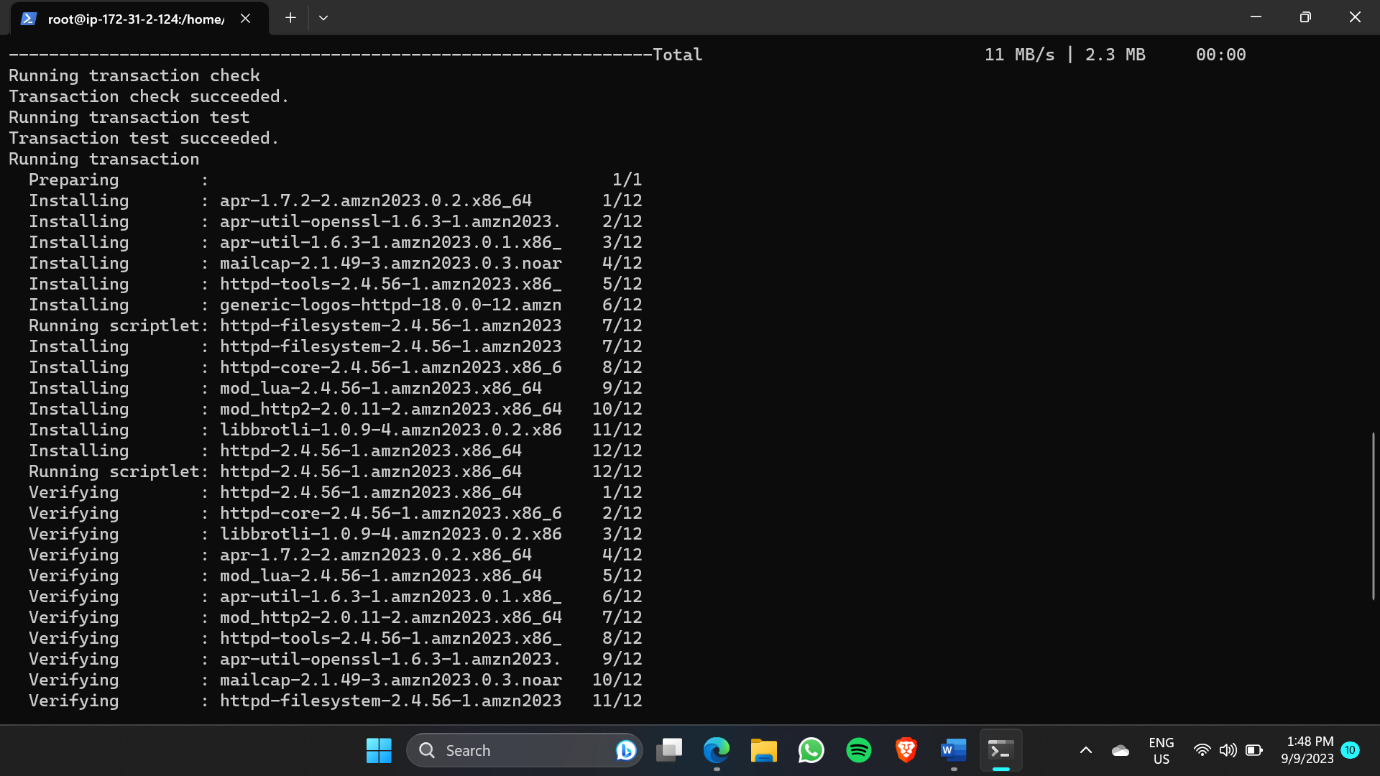 root@ip-172-31-2-124:/home/
--------------------------------------------------------------Total 11 MB/s | 2.3 MB 00:00
Running transaction check
Transaction check succeeded.
Running transaction test
Transaction test succeeded.
Running transaction
Preparing : 1/1
Installing : apr-1.7.2-2.amzn2023.0.2.x86_64 1/12
Installing : apr-util-openssl-1.6.3-1.amzn2023. 2/12
Installing : apr-util-1.6.3-1.amzn2023.0.1.x86_ 3/12
Installing : mailcap-2.1.49-3.amzn2023.0.3.noar 4/12
Installing : httpd-tools-2.4.56-1.amzn2023.x86_ 5/12
Installing : generic-logos-httpd-18.0.0-12.amzn 6/12
Running scriptlet: httpd-filesystem-2.4.56-1.amzn2023 7/12
Installing : httpd-filesystem-2.4.56-1.amzn2023 7/12
Installing : httpd-core-2.4.56-1.amzn2023.x86_6 8/12
Installing : mod_lua-2.4.56-1.amzn2023.x86_64 9/12
Installing : mod_http2-2.0.11-2.amzn2023.x86_64 10/12
Installing : libbrotli-1.0.9-4.amzn2023.0.2.x86 11/12
Installing : httpd-2.4.56-1.amzn2023.x86_64 12/12
Running scriptlet: httpd-2.4.56-1.amzn2023.x86_64 12/12
Verifying : httpd-2.4.56-1.amzn2023.x86_64 1/12
Verifying : httpd-core-2.4.56-1.amzn2023.x86_6 2/12
Verifying : libbrotli-1.0.9-4.amzn2023.0.2.x86 3/12
Verifying : apr-1.7.2-2.amzn2023.0.2.x86_64 4/12
Verifying : mod_lua-2.4.56-1.amzn2023.x86_64 5/12
Verifying : apr-util-1.6.3-1.amzn2023.0.1.x86_ 6/12
Verifying : mod_http2-2.0.11-2.amzn2023.x86_64 7/12
Verifying : httpd-tools-2.4.56-1.amzn2023.x86_ 8/12
Verifying : apr-util-openssl-1.6.3-1.amzn2023. 9/12
Verifying : mailcap-2.1.49-3.amzn2023.0.3.noar 10/12
Verifying : httpd-filesystem-2.4.56-1.amzn2023 11/12
Search
ENG
US
1:48 PM
9/9/2023
10